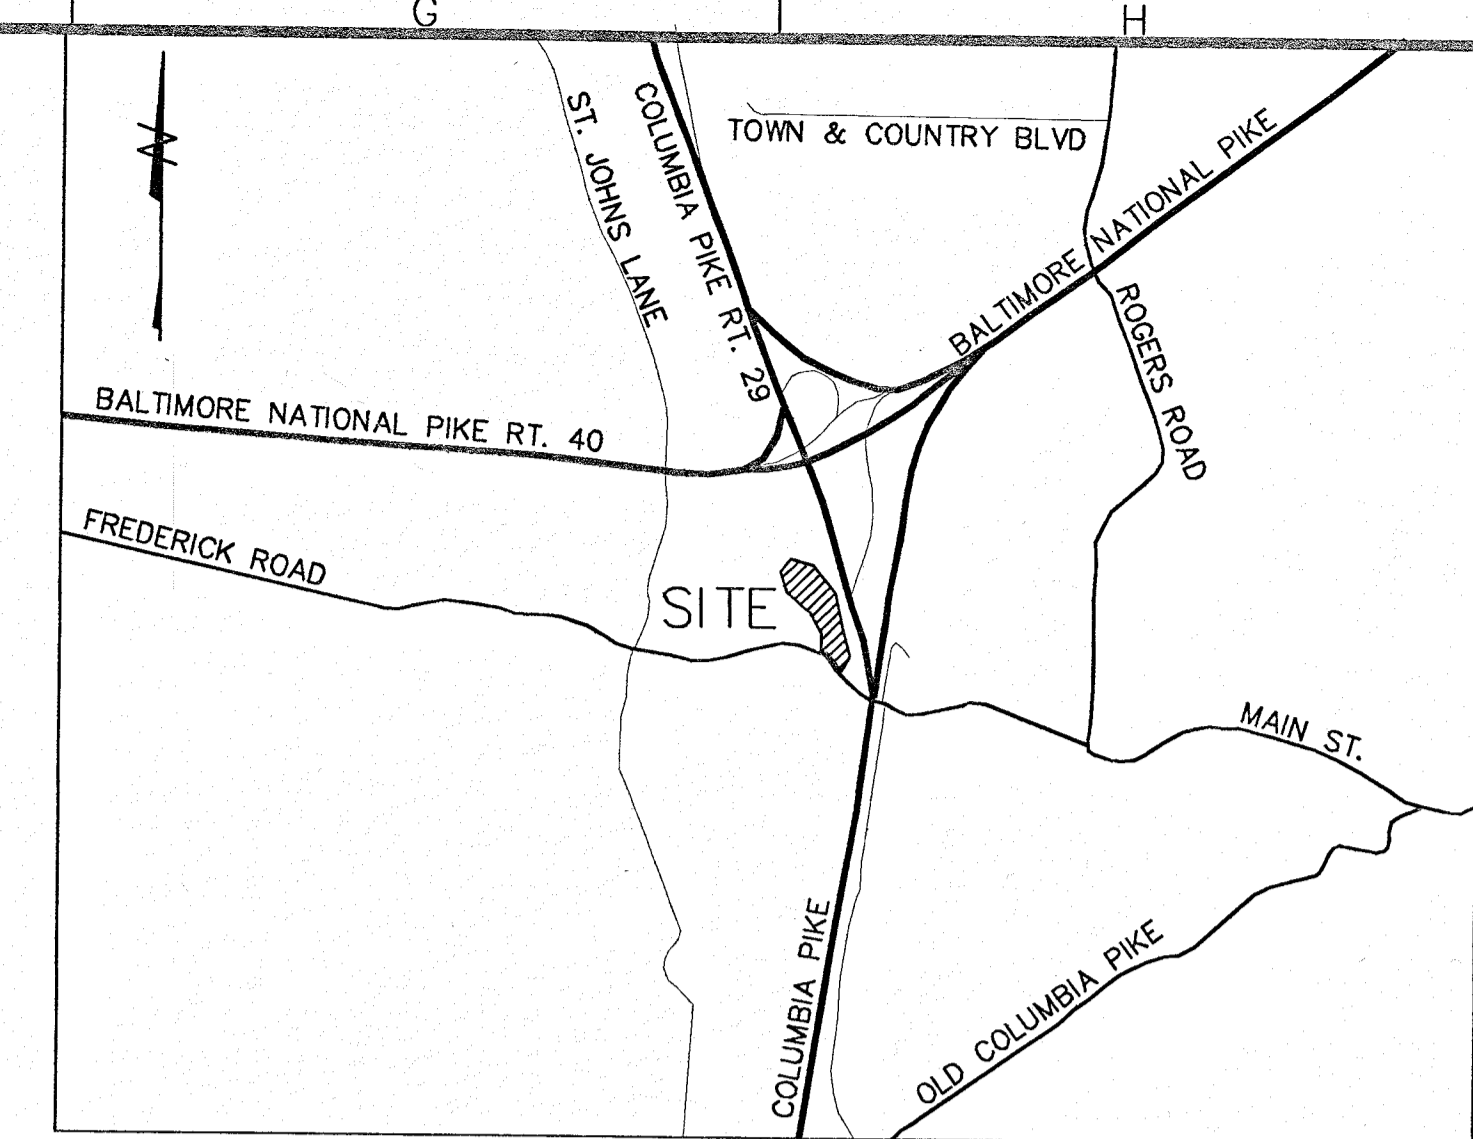 G
H
N
ST. JOHNS LANE
COLUMBIA PIKE RT. 29
TOWN & COUNTRY BLVD
BALTIMORE NATIONAL PIKE
ROGERS ROAD
BALTIMORE NATIONAL PIKE RT. 40
FREDERICK ROAD
SITE
MAIN ST.
COLUMBIA PIKE
OLD COLUMBIA PIKE